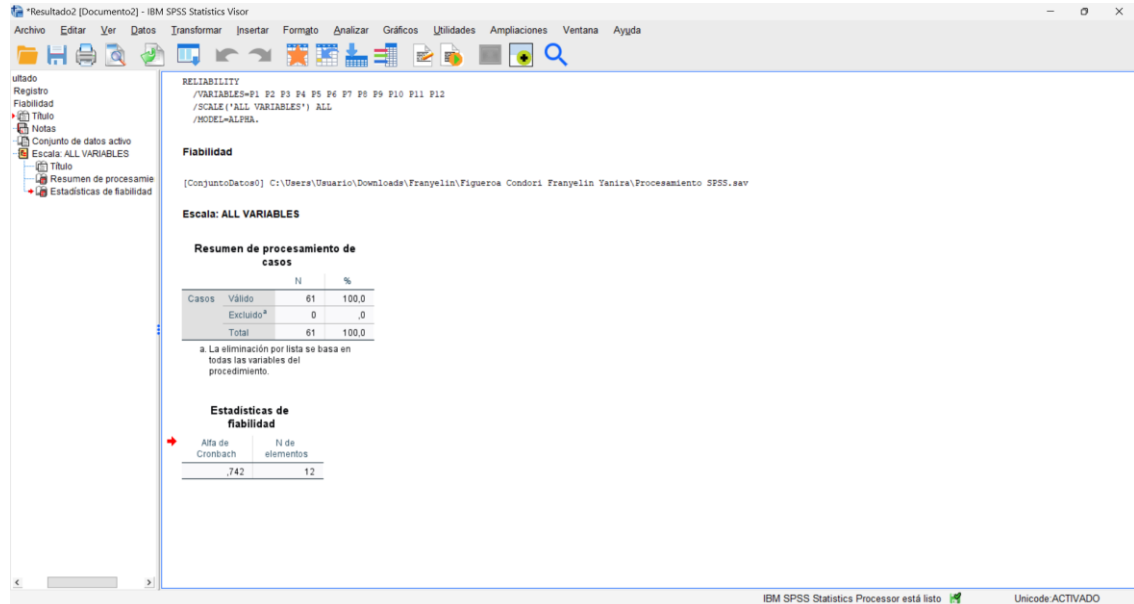 *Resultado2 [Documento2] - IBM SPSS Statistics Visor
Archivo Editar Ver Datos Transformar Insertar Formato Analizar Gráficos Utilidades Ampliaciones Ventana Ayuda
ultado
Registro
Fiabilidad
Título
Notas
Conjunto de datos activo
Escala: ALL VARIABLES
Título
Resumen de procesamie
Estadísticas de fiabilidad
RELIABILITY
/VARIABLES=P1 P2 P3 P4 P5 P6 P7 P8 P9 P10 P11 P12
/SCALE('ALL VARIABLES') ALL
/MODEL=ALPHA.
Fiabilidad
[ConjuntoDatos0] C:\Users\Usuario\Downloads\Franyelin\Figueroa Condori Franyelin Yanira\Procesamiento SPSS.sav
Escala: ALL VARIABLES
Resumen de procesamiento de
casos
N %
Casos Válido 61 100,0
Excluido a 0 ,0
Total 61 100,0
a. La eliminación por lista se basa en
todas las variables del
procedimiento.
Estadísticas de
fiabilidad
Alfa de N de
Cronbach elementos
,742 12
IBM SPSS Statistics Processor está listo Unicode:ACTIVADO